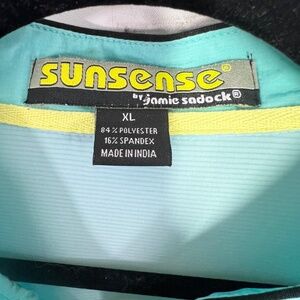 sunsense®
by jamie sadock®
XL
84% POLYESTER
16% SPANDEX
MADE IN INDIA